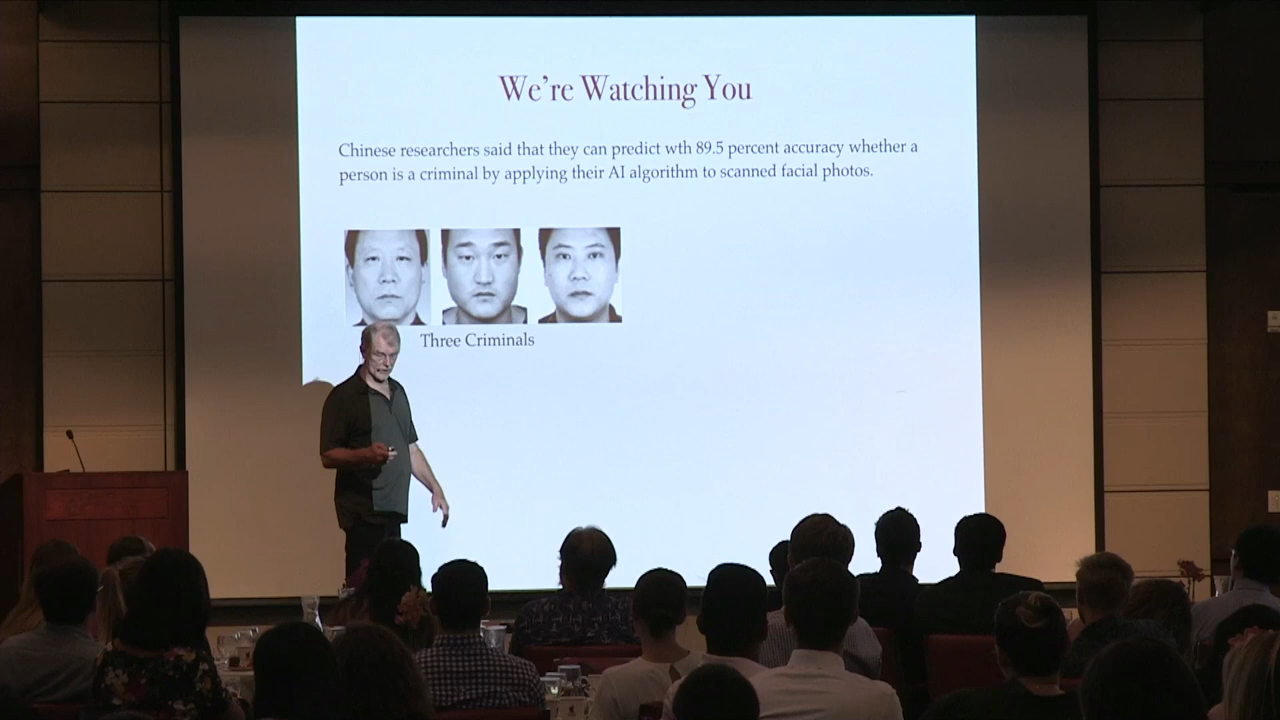 We're Watching You
Chinese researchers said that they can predict wth 89.5 percent accuracy whether a
person is a criminal by applying their AI algorithm to scanned facial photos.
Three Criminals